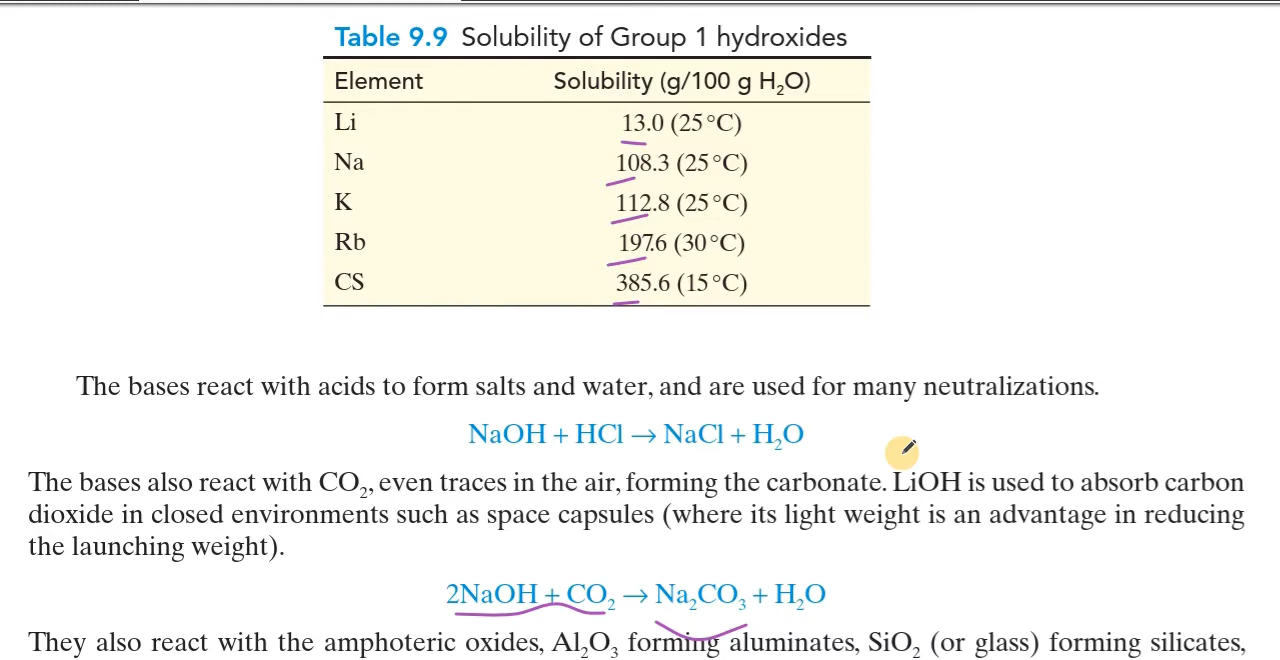 Table 9.9 Solubility of Group 1 hydroxides
Element Solubility (g/100 g H₂O)
Li 13.0 (25 °C)
Na 108.3 (25 °C)
K 112.8 (25 °C)
Rb 197.6 (30 °C)
CS 385.6 (15 °C)
The bases react with acids to form salts and water, and are used for many neutralizations.
NaOH + HCl → NaCl + H₂O
The bases also react with CO₂, even traces in the air, forming the carbonate. LiOH is used to absorb carbon
dioxide in closed environments such as space capsules (where its light weight is an advantage in reducing
the launching weight).
2NaOH + CO₂ → Na₂CO₃ + H₂O
They also react with the amphoteric oxides, Al₂O₃ forming aluminates, SiO₂ (or glass) forming silicates,